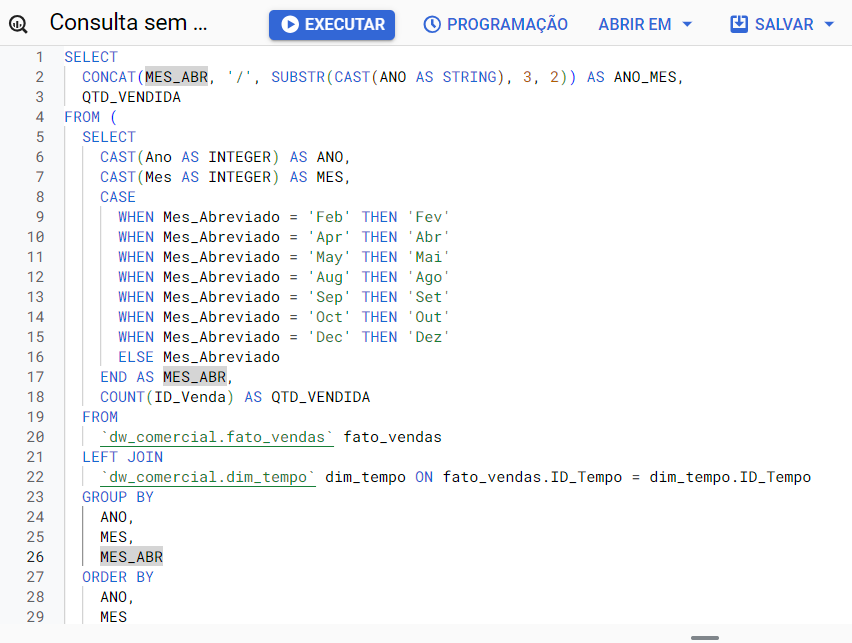 Consulta sem ... EXECUTAR PROGRAMAÇÃO ABRIR EM SALVAR
1 SELECT
2 CONCAT(MES_ABR, '/', SUBSTR(CAST(ANO AS STRING), 3, 2)) AS ANO_MES,
3 QTD_VENDIDA
4 FROM (
5 SELECT
6 CAST(Ano AS INTEGER) AS ANO,
7 CAST(Mes AS INTEGER) AS MES,
8 CASE
9 WHEN Mes_Abreviado = 'Feb' THEN 'Fev'
10 WHEN Mes_Abreviado = 'Apr' THEN 'Abr'
11 WHEN Mes_Abreviado = 'May' THEN 'Mai'
12 WHEN Mes_Abreviado = 'Aug' THEN 'Ago'
13 WHEN Mes_Abreviado = 'Sep' THEN 'Set'
14 WHEN Mes_Abreviado = 'Oct' THEN 'Out'
15 WHEN Mes_Abreviado = 'Dec' THEN 'Dez'
16 ELSE Mes_Abreviado
17 END AS MES_ABR,
18 COUNT(ID_Venda) AS QTD_VENDIDA
19 FROM
20 `dw_comercial.fato_vendas` fato_vendas
21 LEFT JOIN
22 `dw_comercial.dim_tempo` dim_tempo ON fato_vendas.ID_Tempo = dim_tempo.ID_Tempo
23 GROUP BY
24 ANO,
25 MES,
26 MES_ABR
27 ORDER BY
28 ANO,
29 MES